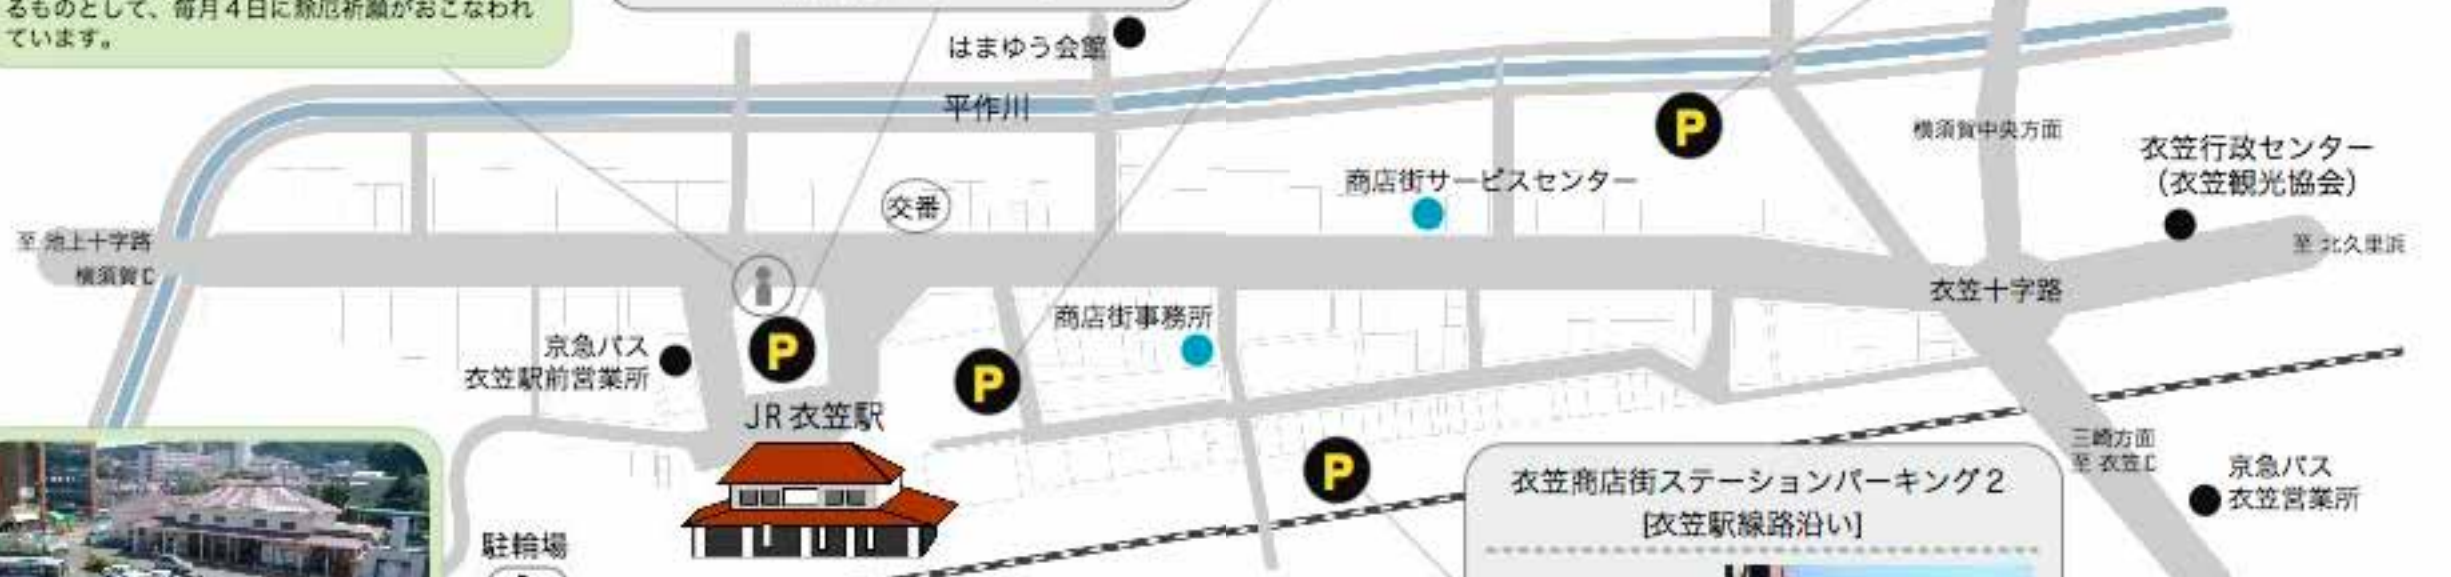 るものとして、毎月4日に除厄祈願がおこなわれ
ています。
はまゆう会館
平作川
P
横須賀中央方面
衣笠行政センター
(衣笠観光協会)
商店街サービスセンター
交番
至 池上十字路
横須賀IC
至 北久里浜
衣笠十字路
商店街事務所
京急バス
衣笠駅前営業所
P
P
JR衣笠駅
P
三崎方面
至 衣笠IC
京急バス
衣笠営業所
衣笠商店街ステーションパーキング2
[衣笠駅線路沿い]
駐輪場